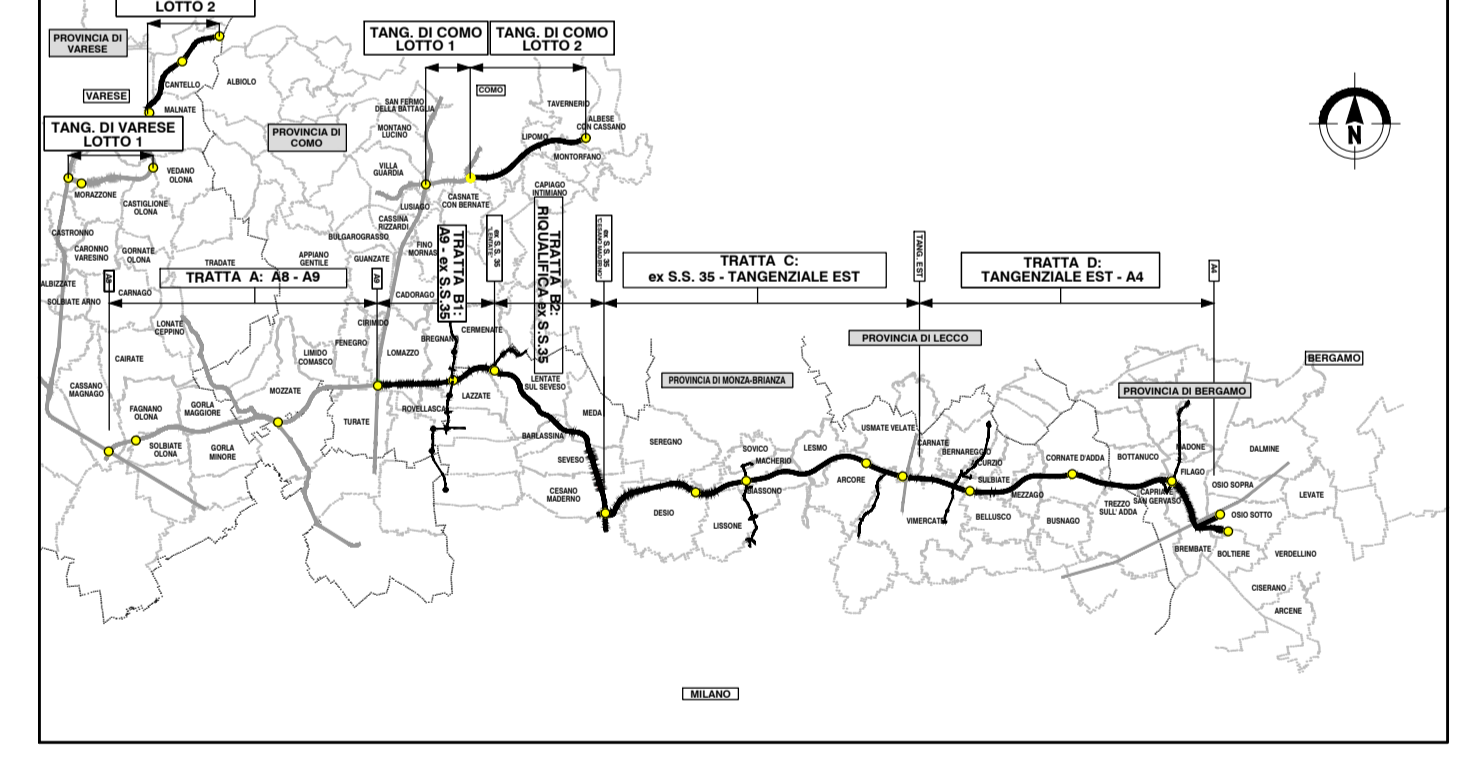 LOTTO 2
PROVINCIA DI
VARESE
TANG. DI COMO
LOTTO 1
TANG. DI COMO
LOTTO 2
CANTELLO
ALBIOLO
VARESE
MALNATE
COMO
SAN FERMO
DELLA BATTAGLIA
TAVERNERIO
ALBESE
CON CASSANO
TANG. DI VARESE
LOTTO 1
PROVINCIA DI
COMO
MONTANO
LUCINO
LIPOMO
MONTORFANO
N
VEDANO
OLONA
VILLA
GUARDIA
MORAZZONE
CASTIGLIONE
OLONA
LUSIAGO
CASNATE
CON BERNATE
CAPIAGO
INTIMIANO
CASTRONNO
CASSINA
RIZZARDI
BULGAROGRASSO
CARONNO
VARESINO
GORNATE
OLONA
TRADATE
APPIANO
GENTILE
GUANZATE
FINO
MORNAS
TRATTA B1:
A9 - ex S.S.35
ex S.S. 35
LENTATE
TRATTA B2:
RIQUALIFICA ex S.S.35
ex S.S. 35
CESANO MADERNO
TRATTA C:
ex S.S. 35 - TANGENZIALE EST
TANG. EST
TRATTA D:
TANGENZIALE EST - A4
A4
A8
TRATTA A: A8 - A9
A9
ALBIZZATE
SOLBIATE ARNO
CARNAGO
CADORAGO
LONATE
CEPPINO
CIRIMIDO
FENEGRO
BREGNANO
CERMENATE
PROVINCIA DI LECCO
CAIRATE
LIMIDO
COMASCO
LOMAZZO
BERGAMO
CASSANO
MAGNAGO
MOZZATE
LENTATE
SUL SEVESO
PROVINCIA DI MONZA-BRIANZA
PROVINCIA DI BERGAMO
FAGNANO
OLONA
GORLA
MAGGIORE
TURATE
ROVELLASCA
LAZZATE
MEDA
SOLBIATE
OLONA
GORLA
MINORE
BARLASSINA
SEREGNO
USMATE VELATE
CARNATE
BERNAREGGIO
SEVESO
SOVICO
MACHERIO
LESMO
CURZIO
CORNATE D'ADDA
BOTTANUCO
MADONE
DALMINE
FILAGO
CESANO
MADERNO
BIASSONO
ARCORE
SULBIATE
MEZZAGO
CAPRIATE
SAN GERVASO
OSIO SOPRA
LEVATE
DESIO
LISSONE
VIMERCATE
BELLUSCO
BUSNAGO
TREZZO
SULL' ADDA
OSIO SOTTO
BREMBATE
BOLTIERE
VERDELLINO
CISERANO
ARCENE
MILANO